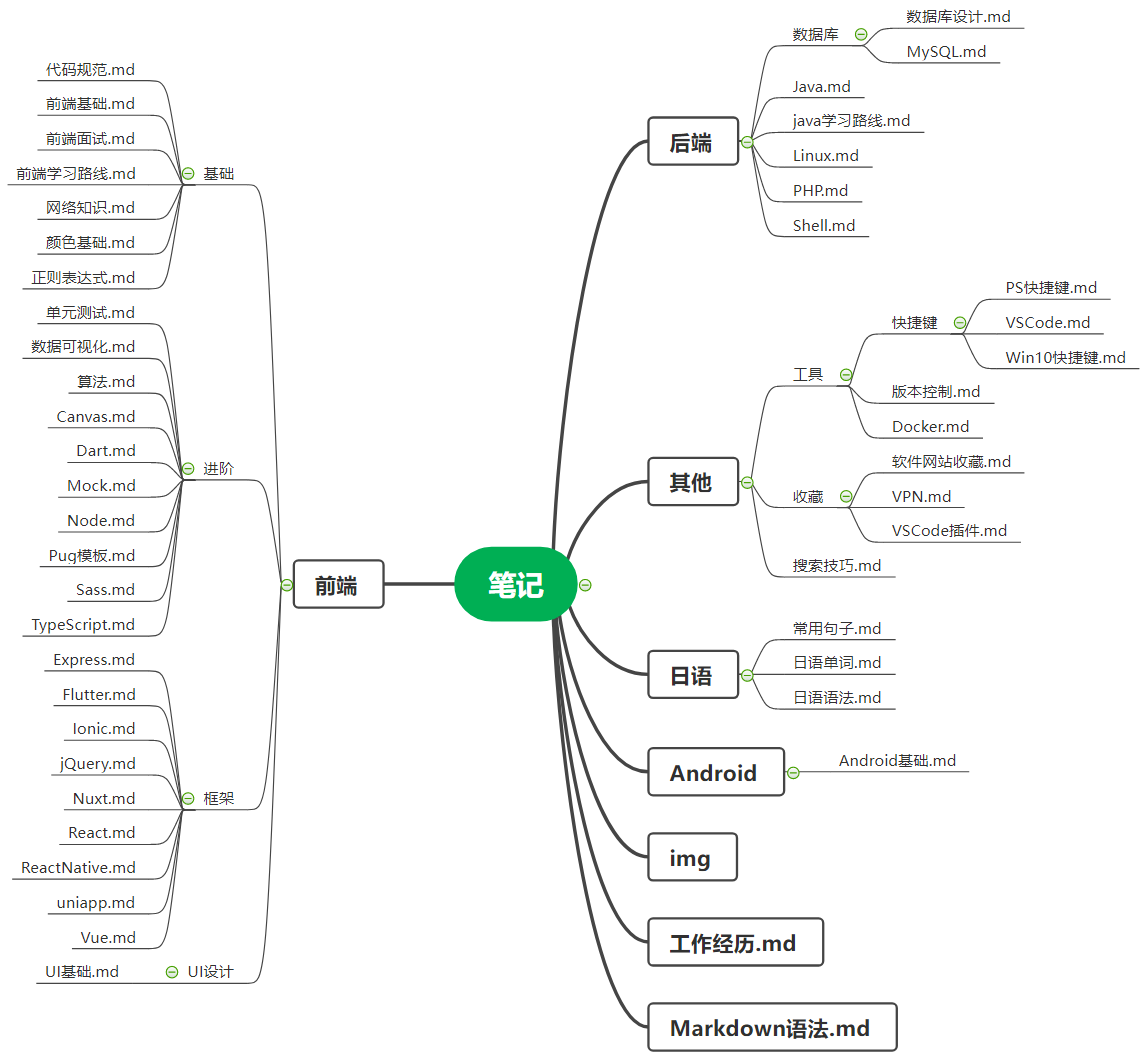 笔记
前端
基础
代码规范.md
前端基础.md
前端面试.md
前端学习路线.md
网络知识.md
颜色基础.md
正则表达式.md
进阶
单元测试.md
数据可视化.md
算法.md
Canvas.md
Dart.md
Mock.md
Node.md
Pug模板.md
Sass.md
TypeScript.md
框架
Express.md
Flutter.md
Ionic.md
jQuery.md
Nuxt.md
React.md
ReactNative.md
uniapp.md
Vue.md
UI设计
UI基础.md
后端
数据库
数据库设计.md
MySQL.md
Java.md
java学习路线.md
Linux.md
PHP.md
Shell.md
其他
工具
快捷键
PS快捷键.md
VSCode.md
Win10快捷键.md
版本控制.md
Docker.md
收藏
软件网站收藏.md
VPN.md
VSCode插件.md
搜索技巧.md
日语
常用句子.md
日语单词.md
日语语法.md
Android
Android基础.md
img
工作经历.md
Markdown语法.md